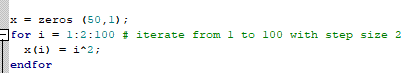 x = zeros (50,1);
for i = 1:2:100 # iterate from 1 to 100 with step size 2
x(i) = i^2;
endfor